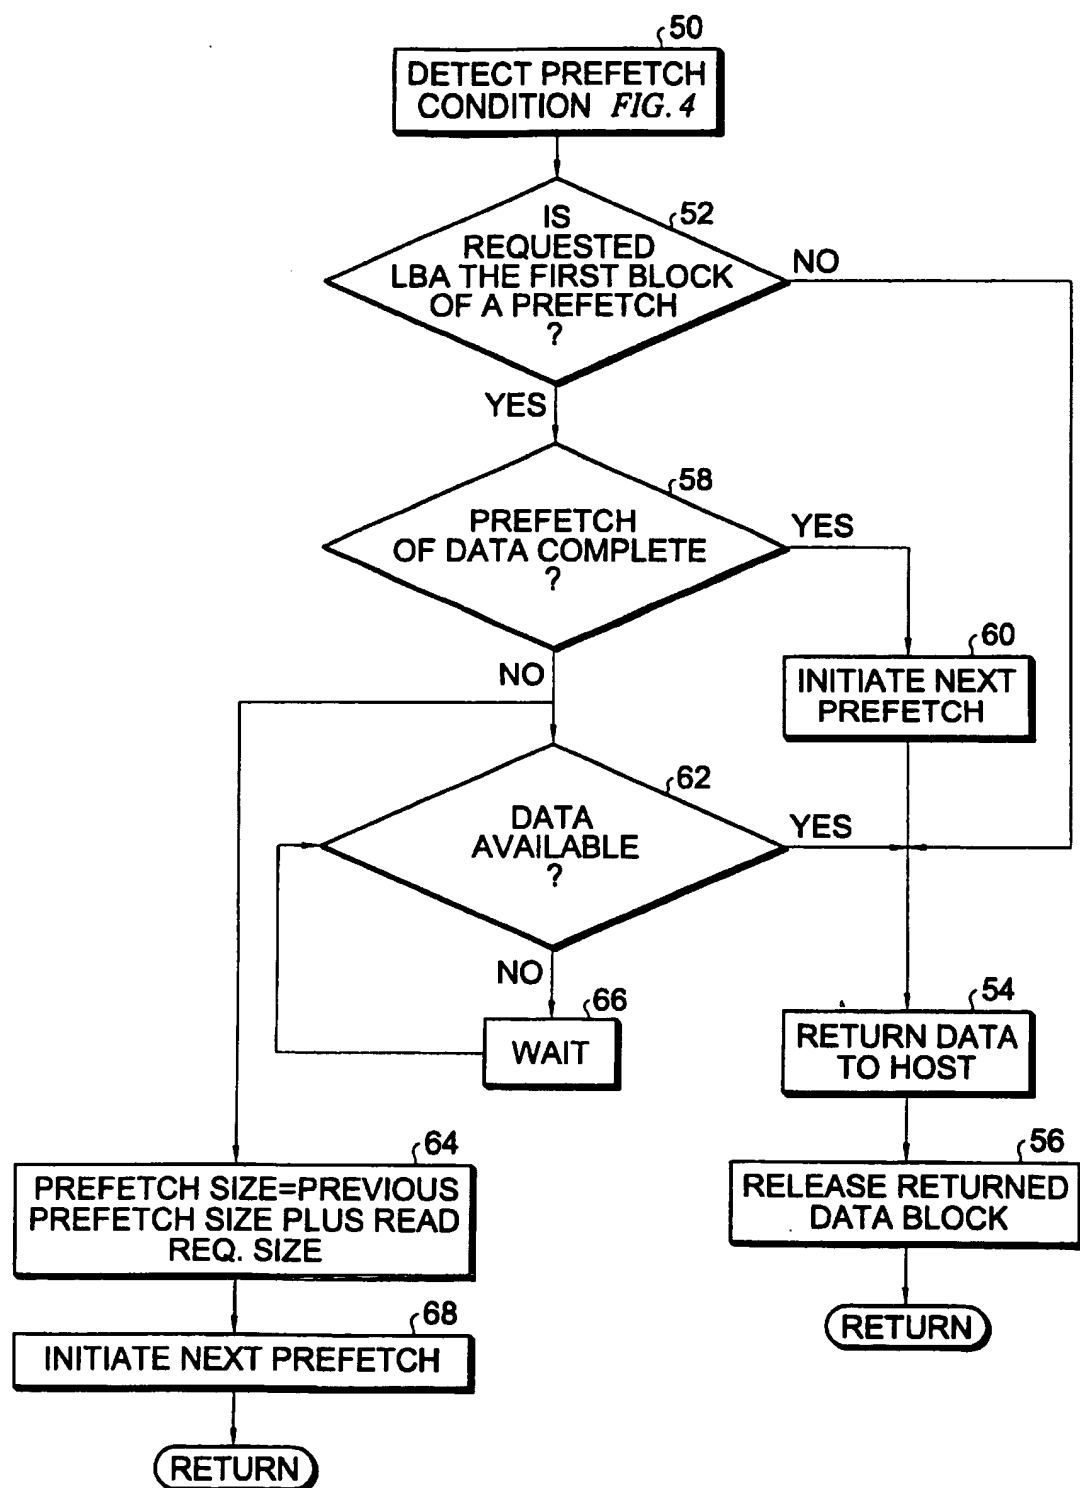 50
DETECT PREFETCH
CONDITION FIG. 4
52
IS
REQUESTED
LBA THE FIRST BLOCK
OF A PREFETCH
?
NO
YES
58
PREFETCH
OF DATA COMPLETE
?
YES
NO
60
INITIATE NEXT
PREFETCH
62
DATA
AVAILABLE
?
YES
NO
66
WAIT
54
RETURN DATA
TO HOST
64
PREFETCH SIZE=PREVIOUS
PREFETCH SIZE PLUS READ
REQ. SIZE
56
RELEASE RETURNED
DATA BLOCK
68
INITIATE NEXT PREFETCH
RETURN
RETURN